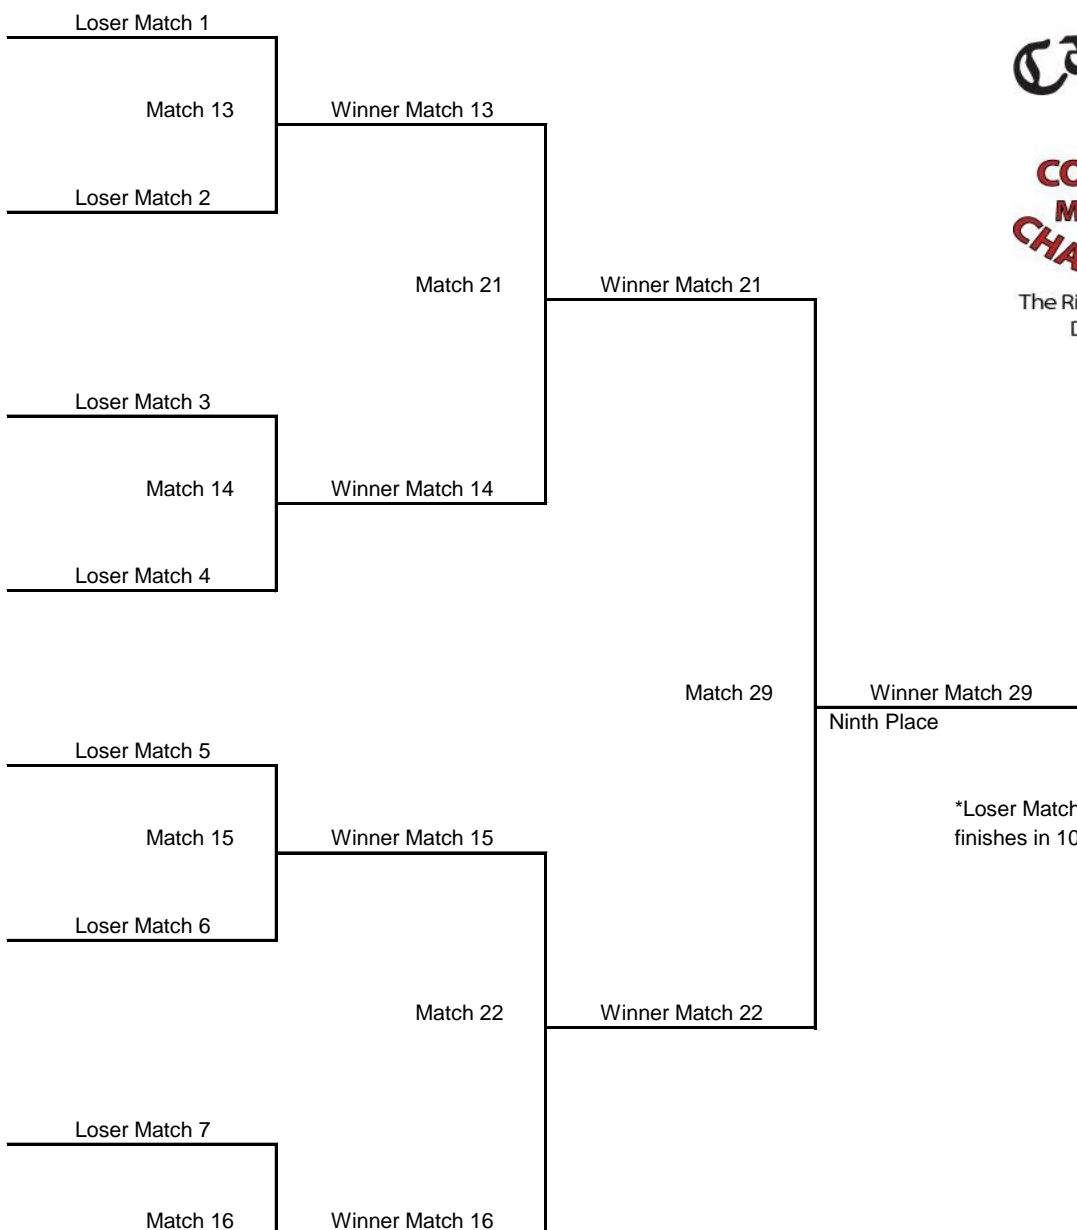 Loser Match 1
Match 13
Winner Match 13
Loser Match 2
Match 21
Winner Match 21
The
Loser Match 3
Match 14
Winner Match 14
Loser Match 4
Match 29
Winner Match 29
Ninth Place
Loser Match 5
*Loser Match
finishes in 10
Match 15
Winner Match 15
Loser Match 6
Match 22
Winner Match 22
Loser Match 7
Match 16
Winner Match 16